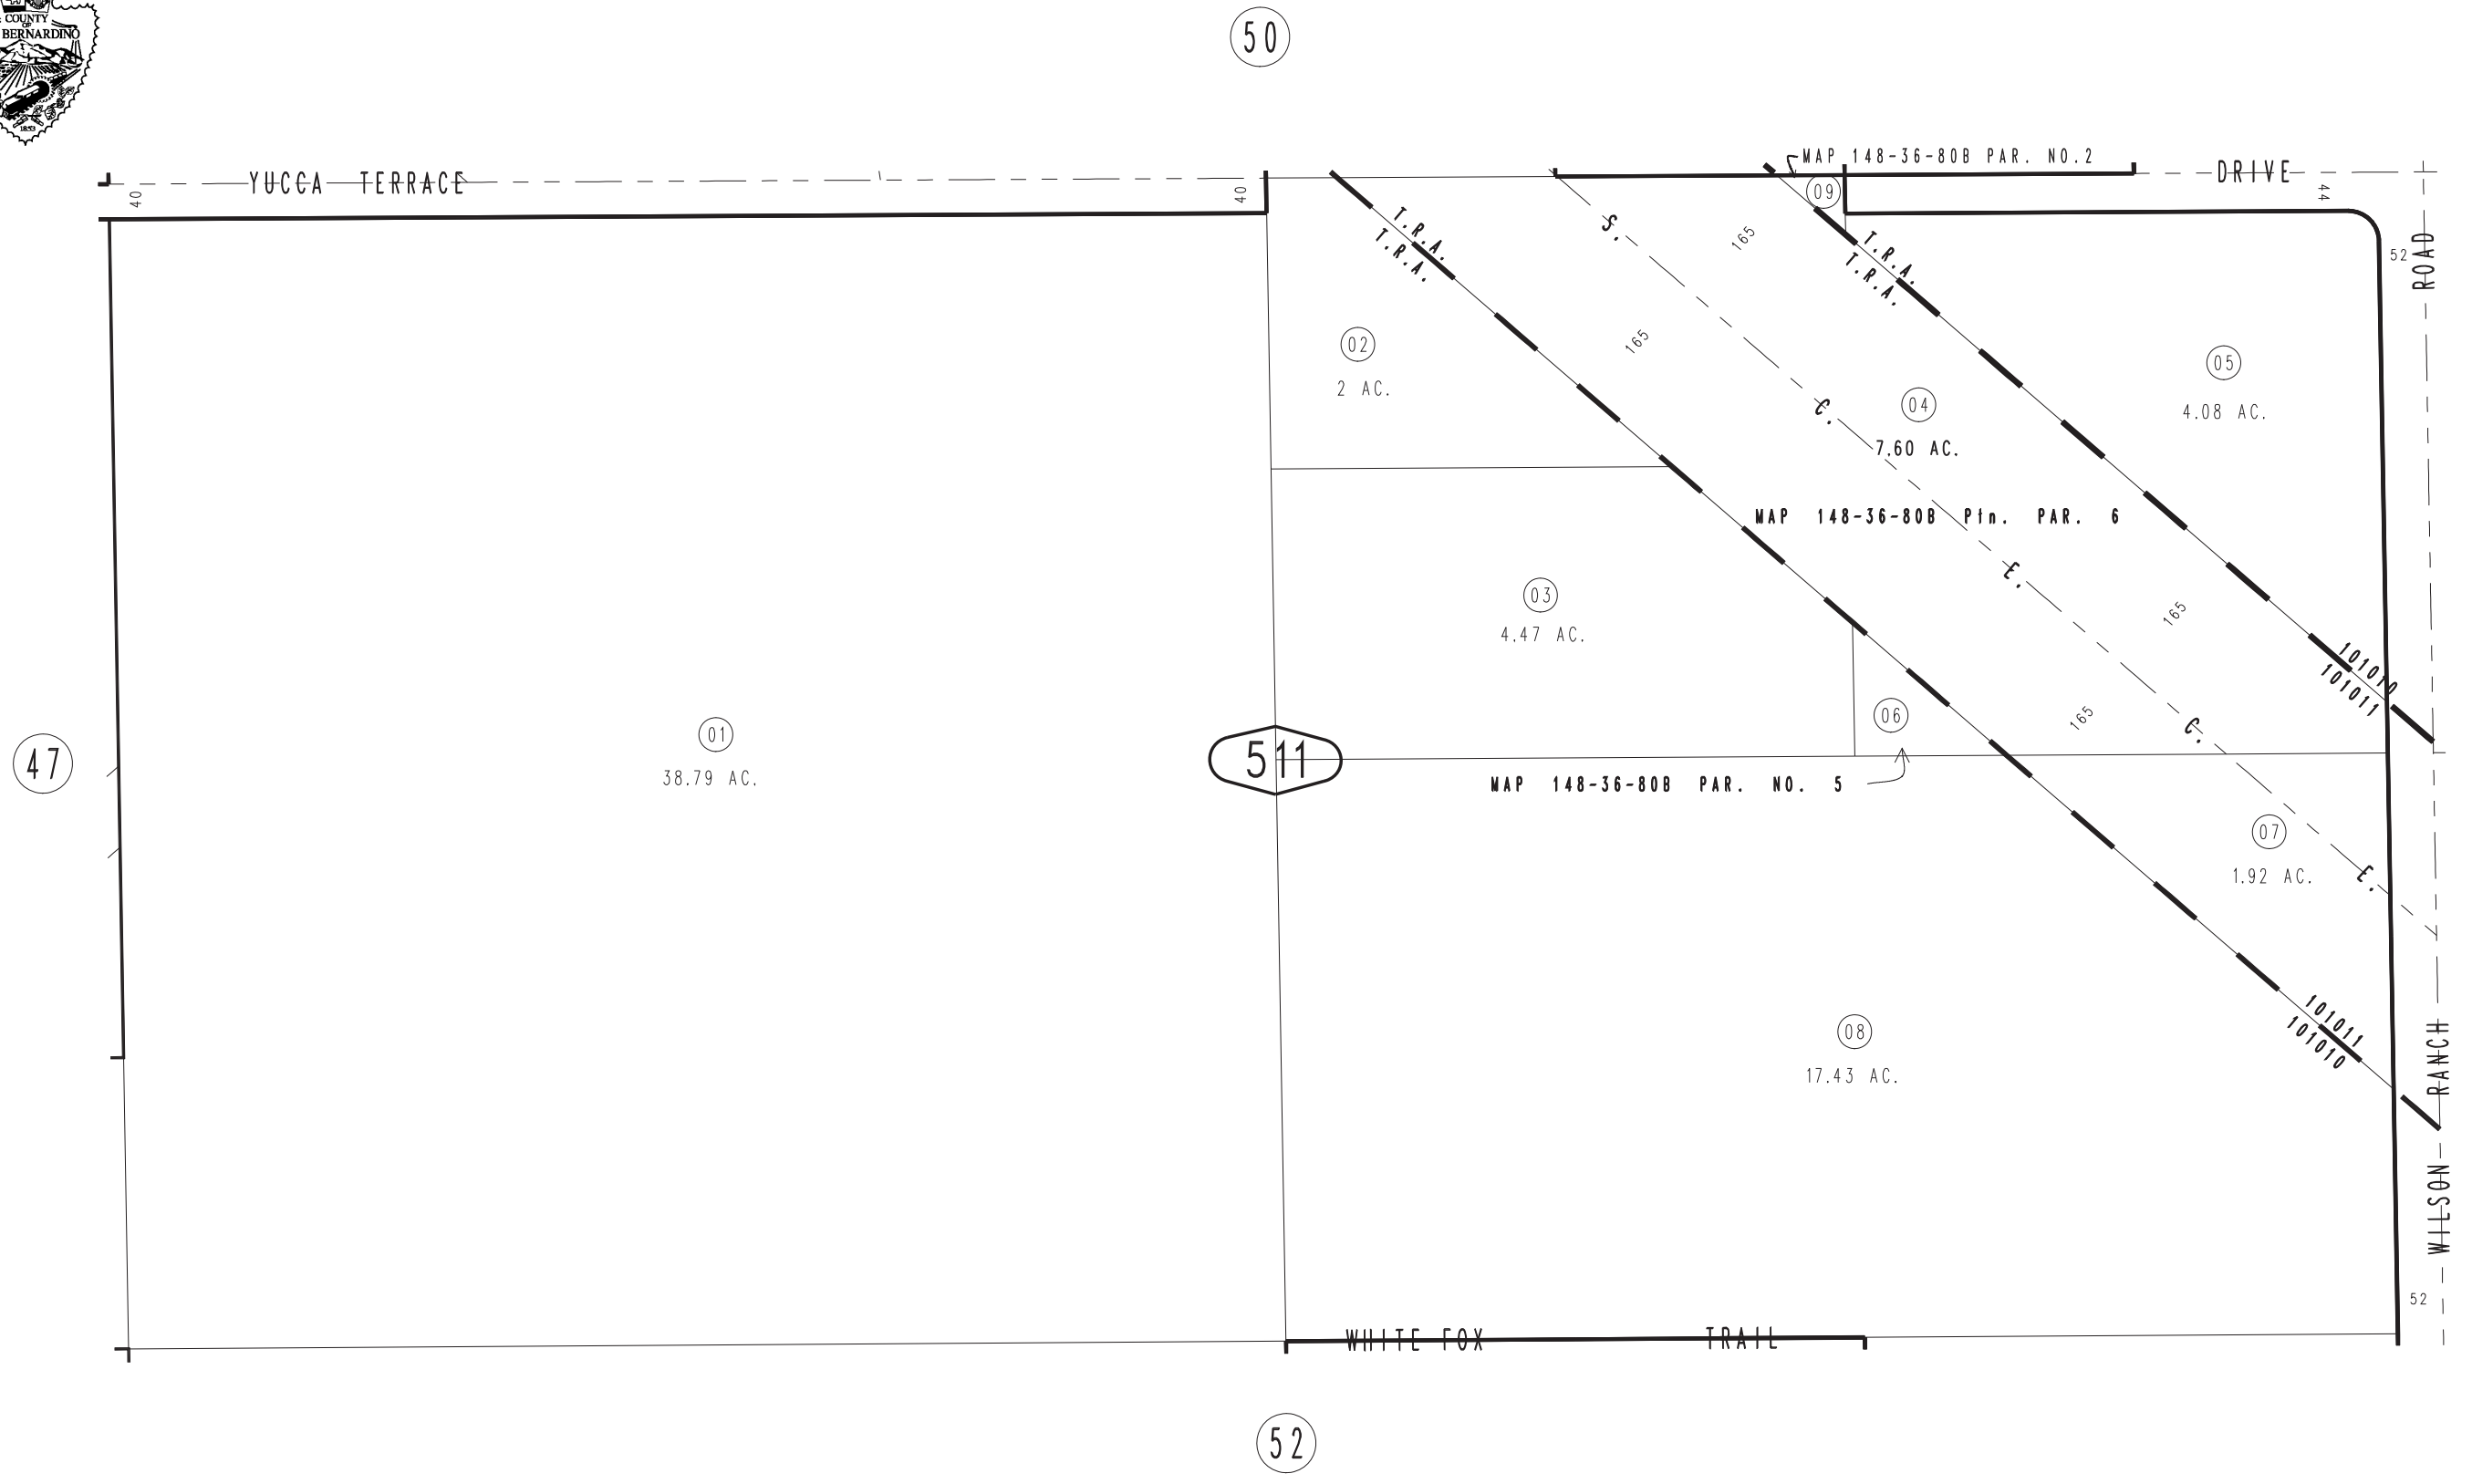 COUNTY
OF
BERNARDINO
1853
50
YUCCA TERRACE
DRIVE
MAP 148-36-80B PAR. NO.2
40
40
44
09
T.R.A.
T.R.A.
S.
165
T.R.A.
T.R.A.
52
ROAD
02
2 AC.
165
05
4.08 AC.
C.
04
7.60 AC.
MAP 148-36-80B Ptn. PAR. 6
E.
03
4.47 AC.
165
101010
101011
01
38.79 AC.
06
165
C.
47
511
MAP 148-36-80B PAR. NO. 5
07
1.92 AC.
E.
08
17.43 AC.
101011
101010
WILSON RANCH
52
WHITE FOX TRAIL
52